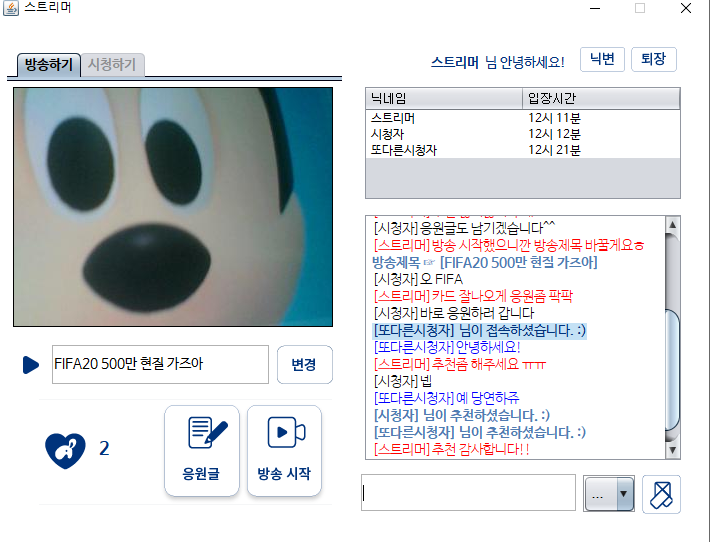 스트리머
방송하기 시청하기
스트리머 님 안녕하세요! 닉변 퇴장
닉네임 입장시간
스트리머 12시 11분
시청자 12시 12분
또다른시청자 12시 21분
[시청자]응원글도 남기겠습니다^^
[스트리머]방송 시작했으니깐 방송제목 바꿀게요ㅎ
방송제목 ☞ [FIFA20 500만 현질 가즈아]
[시청자]오 FIFA
[스트리머]카드 잘나오게 응원좀 팍팍
[시청자]바로 응원하러 갑니다
[또다른시청자] 님이 접속하셨습니다. :)
[또다른시청자]안녕하세요!
[스트리머]추천좀 해주세요 ㅠㅠ
[시청자]넵
[또다른시청자]예 당연하쥬
[시청자] 님이 추천하셨습니다. :)
[또다른시청자] 님이 추천하셨습니다. :)
[스트리머]추천 감사합니다!!
FIFA20 500만 현질 가즈아 변경
2
응원글 방송 시작
...